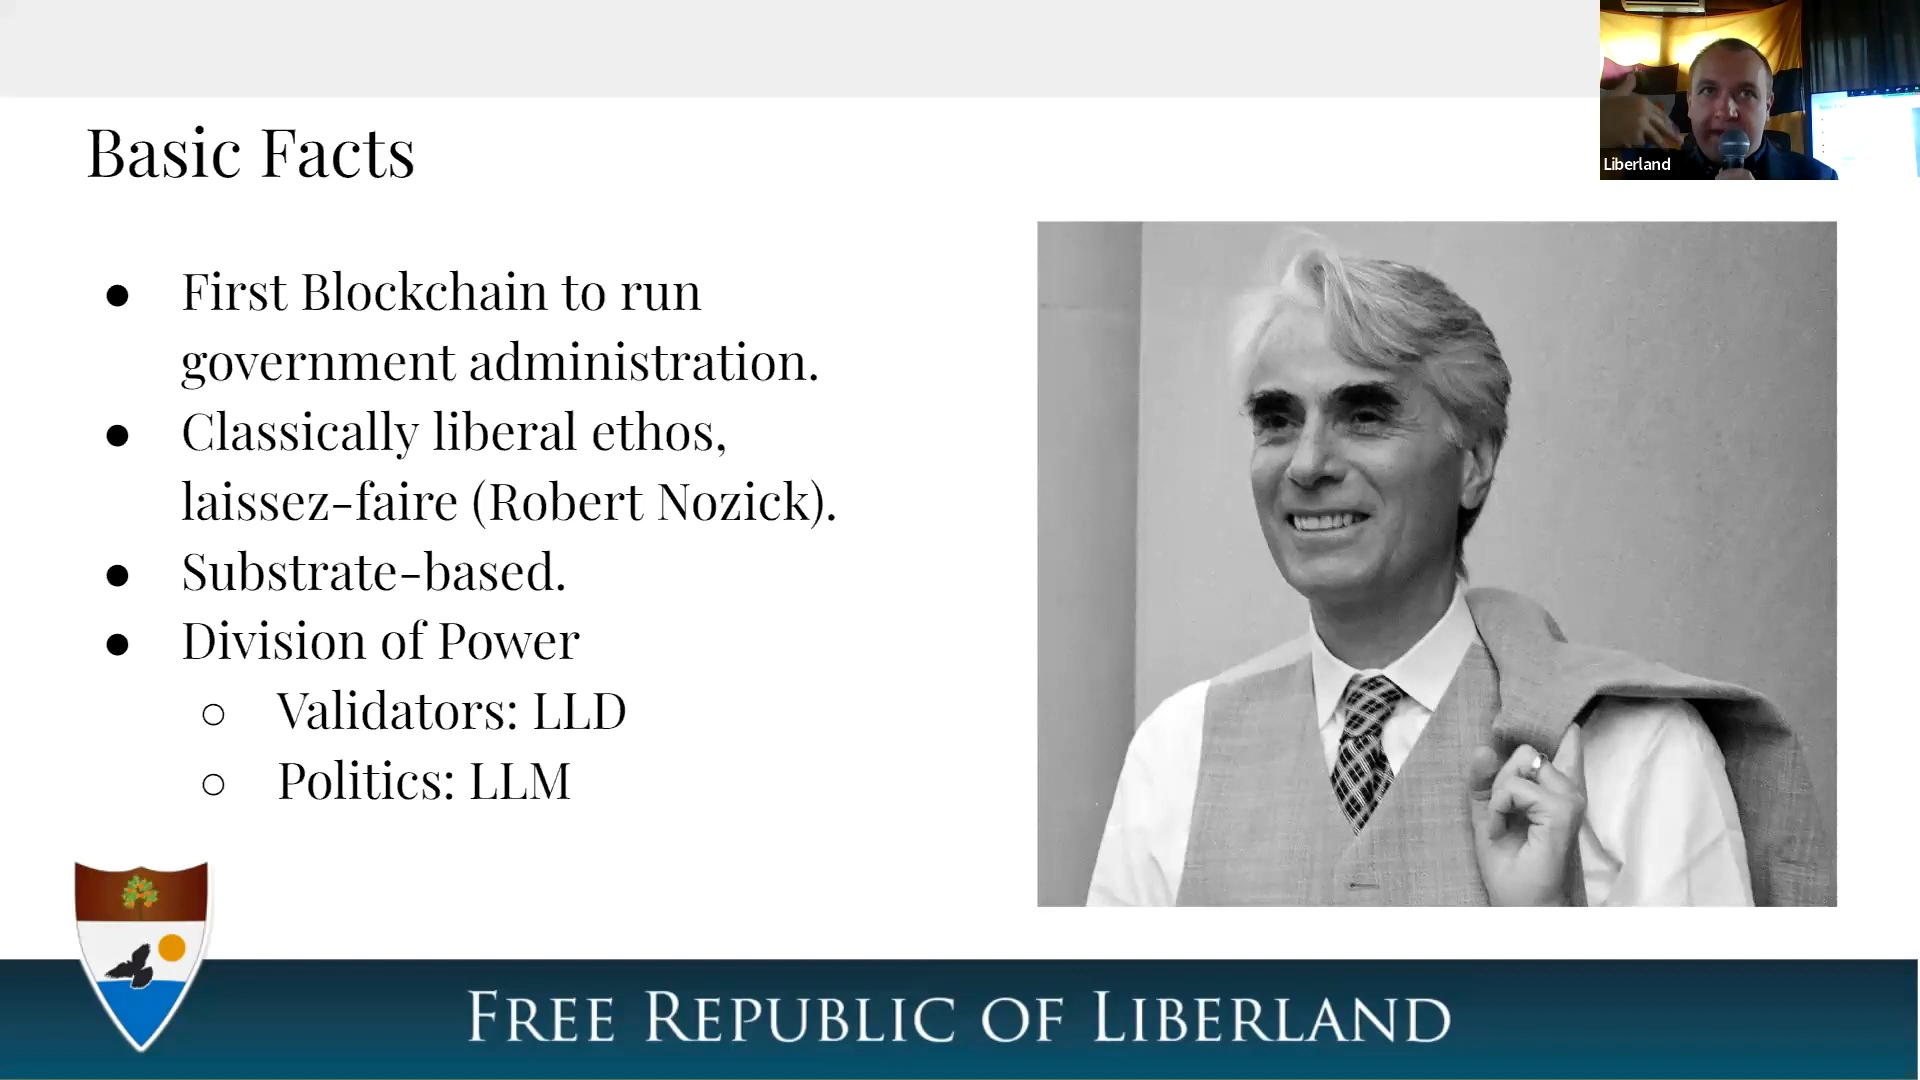 Liberland
Basic Facts
● First Blockchain to run
government administration.
● Classically liberal ethos,
laissez-faire (Robert Nozick).
● Substrate-based.
● Division of Power
○ Validators: LLD
○ Politics: LLM
FREE REPUBLIC OF LIBERLAND